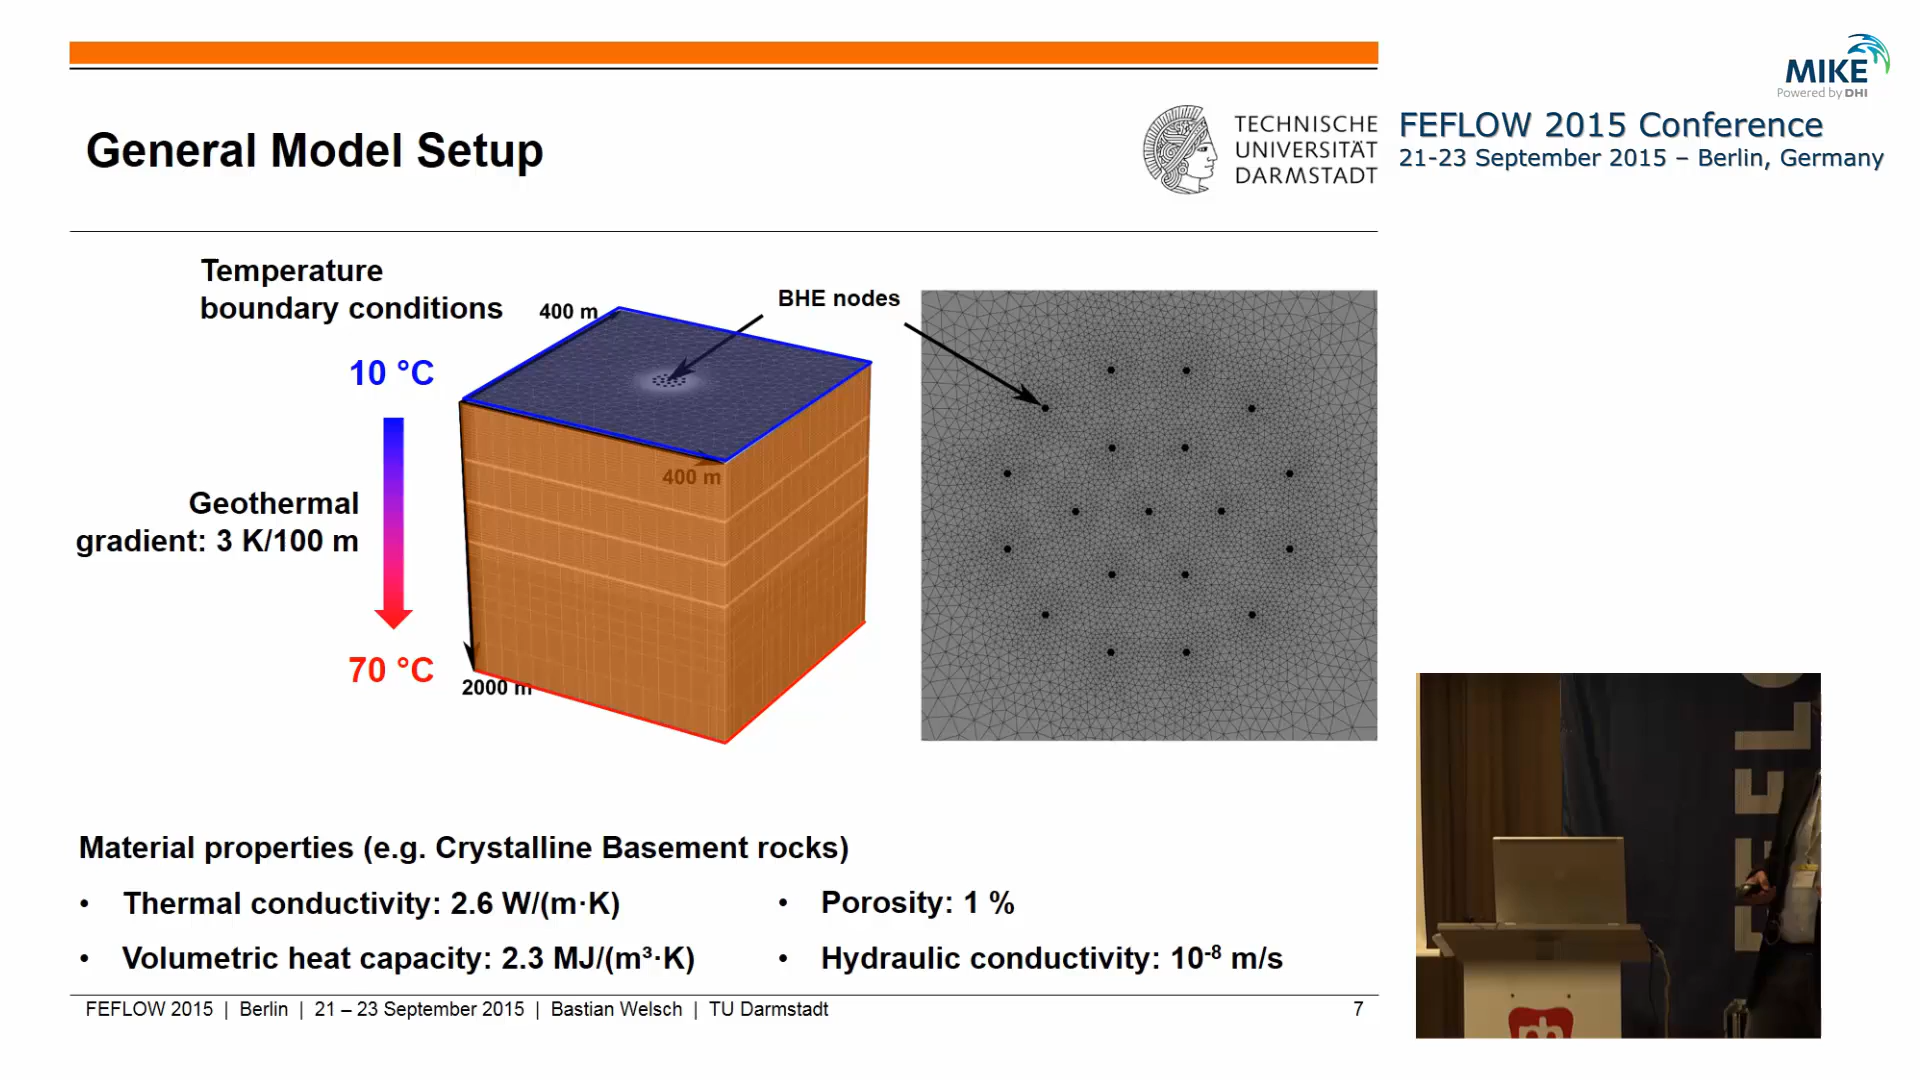 MIKE
Powered by DHI
FEFLOW 2015 Conference
21-23 September 2015 – Berlin, Germany
TECHNISCHE
UNIVERSITÄT
DARMSTADT
General Model Setup
Temperature
boundary conditions
10 °C
Geothermal
gradient: 3 K/100 m
70 °C
400 m
400 m
2000 m
BHE nodes
Material properties (e.g. Crystalline Basement rocks)
• Thermal conductivity: 2.6 W/(m·K)
• Volumetric heat capacity: 2.3 MJ/(m³·K)
• Porosity: 1 %
• Hydraulic conductivity: 10⁻⁸ m/s
FEFLOW 2015 | Berlin | 21 – 23 September 2015 | Bastian Welsch | TU Darmstadt
7